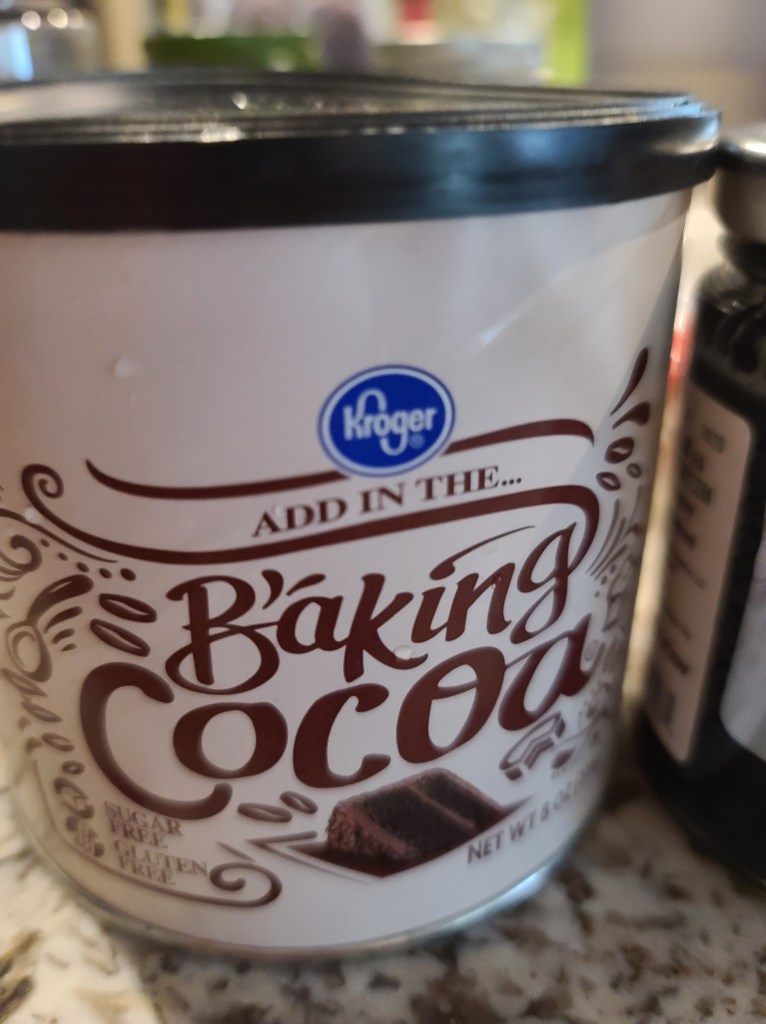 Kroger
ADD IN THE...
Baking
Cocoa
SUGAR
FREE
GLUTEN
FREE
NET WT 8 OZ